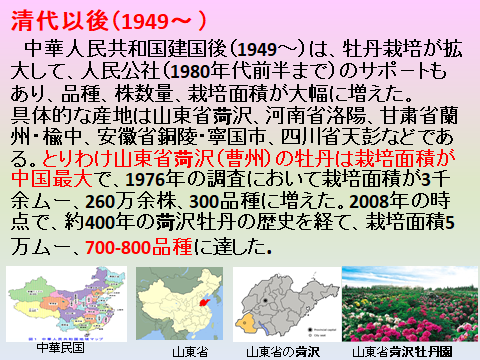 清代以後（1949～ ）
中華人民共和国建国後（1949～）は、牡丹栽培が拡
大して、人民公社（1980年代前半まで）のサポートも
あり、品種、株数量、栽培面積が大幅に増えた。
具体的な産地は山東省菏沢、河南省洛陽、甘粛省蘭
州・楡中、安徽省銅陵・寧国市、四川省天彭などであ
る。とりわけ山東省菏沢（曹州）の牡丹は栽培面積が
中国最大で、1976年の調査において栽培面積が3千
余ムー、260万余株、300品種に増えた。2008年の時
点で、約400年の菏沢牡丹の歴史を経て、栽培面積5
万ムー、700-800品種に達した.
中華民国
山東省
山東省の菏沢
山東省菏沢牡丹園